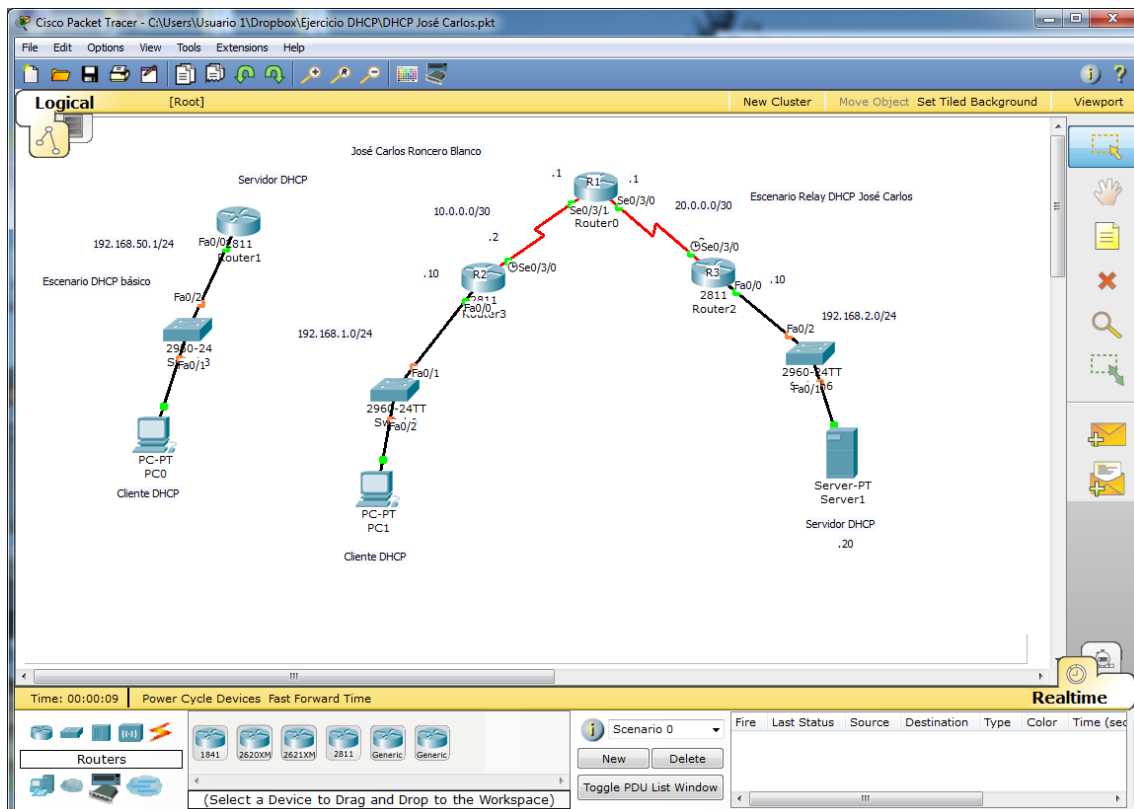 Cisco Packet Tracer - C:\Users\Usuario 1\Dropbox\Ejercicio DHCP\DHCP José Carlos.pkt
File Edit Options View Tools Extensions Help
Logical [Root] New Cluster Move Object Set Tiled Background Viewport
José Carlos Roncero Blanco
Servidor DHCP
.1 R1 .1
Se0/3/1 Se0/3/0
Router0
Escenario Relay DHCP José Carlos
10.0.0.0/30
20.0.0.0/30
192.168.50.1/24
Fa0/0
2811
Router1
.2
Se0/3/0
Se0/3/0
Escenario DHCP básico
.10
R2
2811
Router3
Fa0/0
R3
Fa0/0
.10
2811
Router2
Fa0/2
192.168.1.0/24
192.168.2.0/24
2960-24
Fa0/1
Fa0/2
2960-24TT
Fa0/1
Fa0/1
2960-24TT
Fa0/2
PC-PT
PC0
Cliente DHCP
PC-PT
PC1
Cliente DHCP
Server-PT
Server1
Servidor DHCP
.20
Time: 00:00:09 Power Cycle Devices Fast Forward Time Realtime
Routers
1841 2620XM 2621XM 2811 Generic Generic
(Select a Device to Drag and Drop to the Workspace)
Scenario 0
New Delete
Toggle PDU List Window
Fire Last Status Source Destination Type Color Time (sec